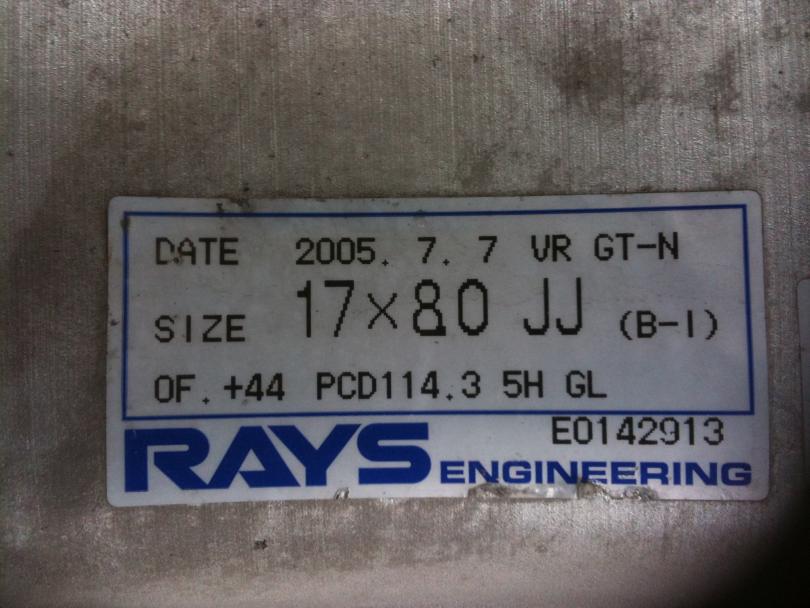 DATE 2005. 7. 7 VR GT-N
SIZE 17×8.0 JJ (B-I)
OF. +44 PCD114.3 5H GL
E0142913
RAYS ENGINEERING